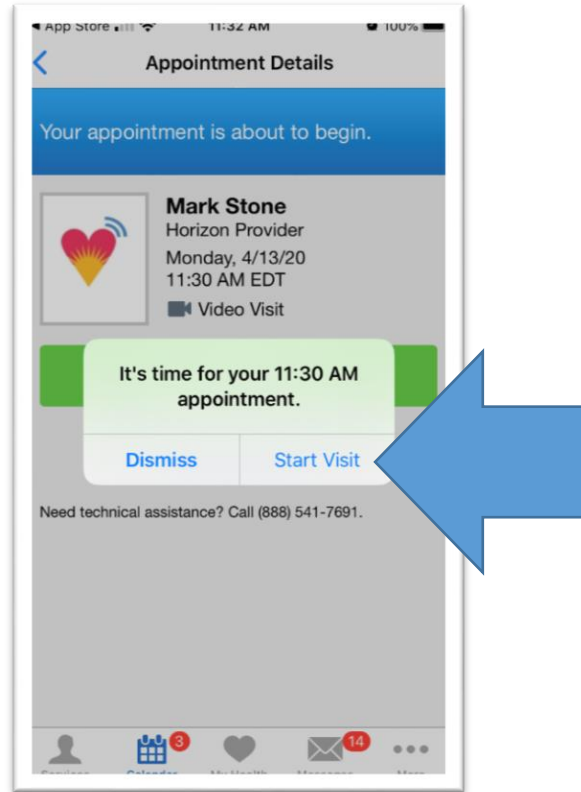 App Store 11:32 AM 100%
Appointment Details
Your appointment is about to begin.
Mark Stone
Horizon Provider
Monday, 4/13/20
11:30 AM EDT
Video Visit
It's time for your 11:30 AM
appointment.
Dismiss Start Visit
Need technical assistance? Call (888) 541-7691.
3 14
Services Calendar My Health Messages More